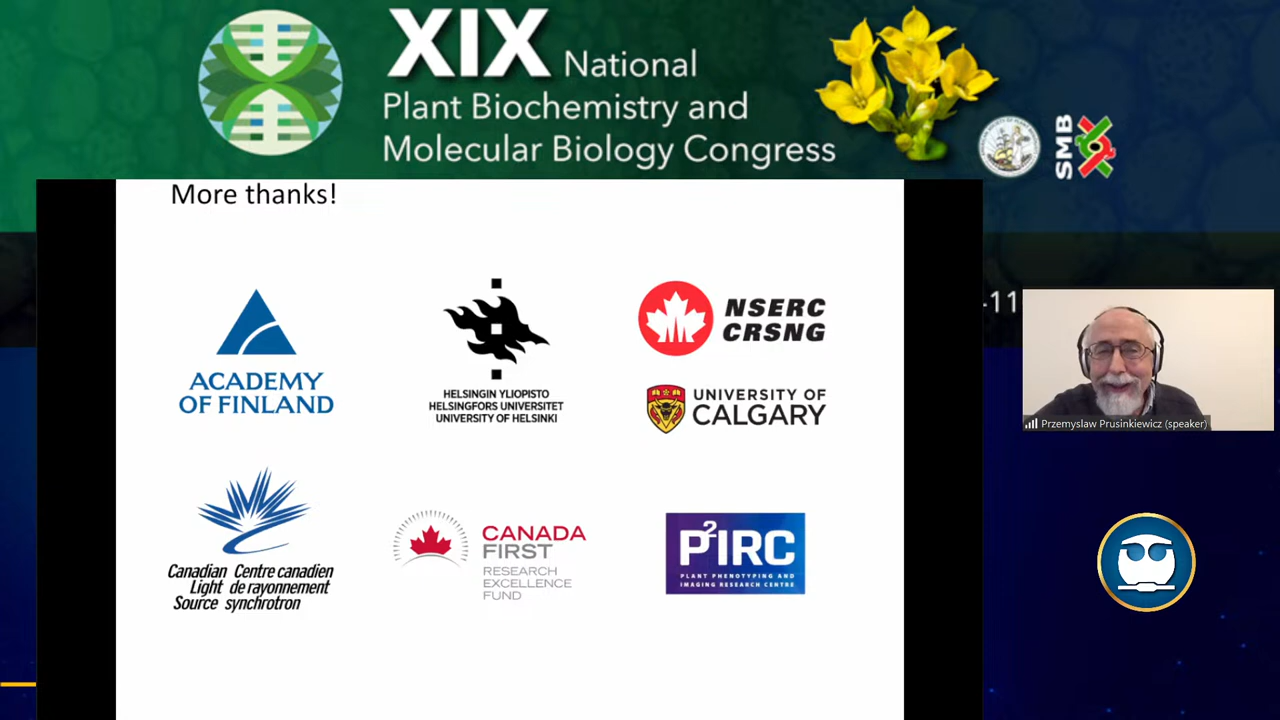 XIX National
Plant Biochemistry and
Molecular Biology Congress
SMB
More thanks!
ACADEMY
OF FINLAND
HELSINGIN YLIOPISTO
HELSINGFORS UNIVERSITET
UNIVERSITY OF HELSINKI
NSERC
CRSNG
UNIVERSITY OF
CALGARY
Canadian Centre canadien
Light de rayonnement
Source synchrotron
CANADA
FIRST
RESEARCH
EXCELLENCE
FUND
P2IRC
PLANT PHENOTYPING AND
IMAGING RESEARCH CENTRE
-11
Przemyslaw Prusinkiewicz (speaker)